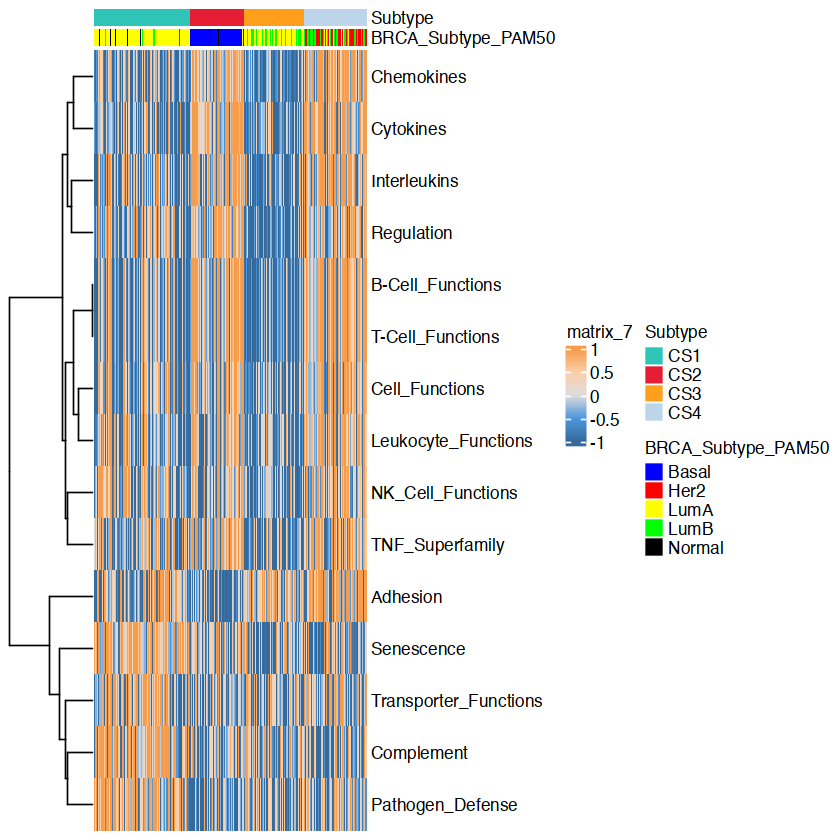 Subtype
BRCA_Subtype_PAM50
Chemokines
Cytokines
Interleukins
Regulation
B-Cell_Functions
T-Cell_Functions
Cell_Functions
Leukocyte_Functions
NK_Cell_Functions
TNF_Superfamily
Adhesion
Senescence
Transporter_Functions
Complement
Pathogen_Defense
matrix_7
1
0.5
0
-0.5
-1
Subtype
CS1
CS2
CS3
CS4
BRCA_Subtype_PAM50
Basal
Her2
LumA
LumB
Normal